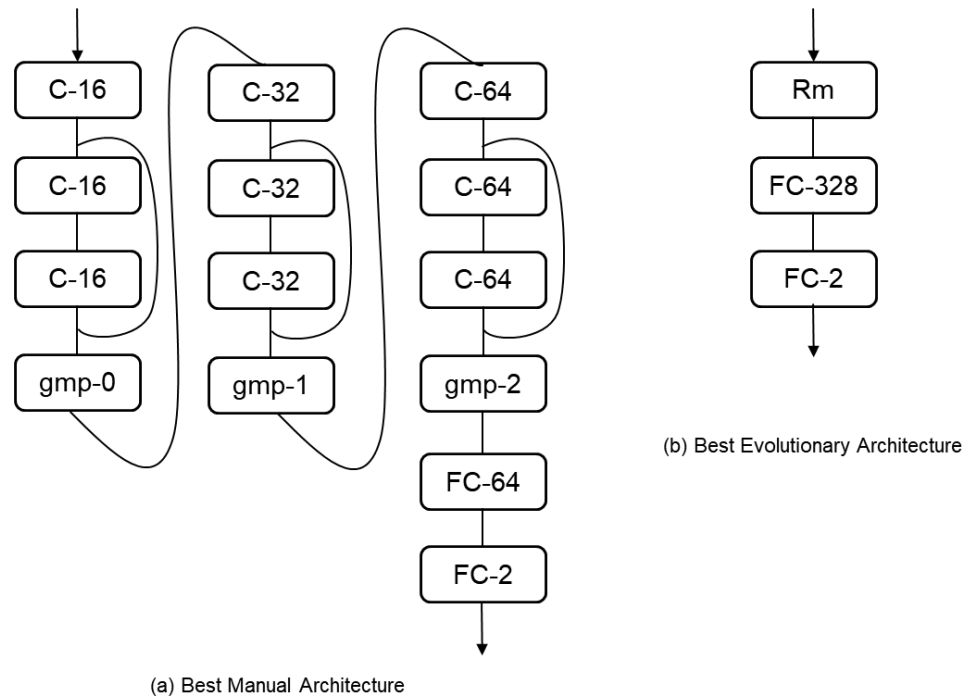 C-16
C-16
C-16
gmp-0
C-32
C-32
C-32
gmp-1
C-64
C-64
C-64
gmp-2
FC-64
FC-2
(a) Best Manual Architecture
Rm
FC-328
FC-2
(b) Best Evolutionary Architecture